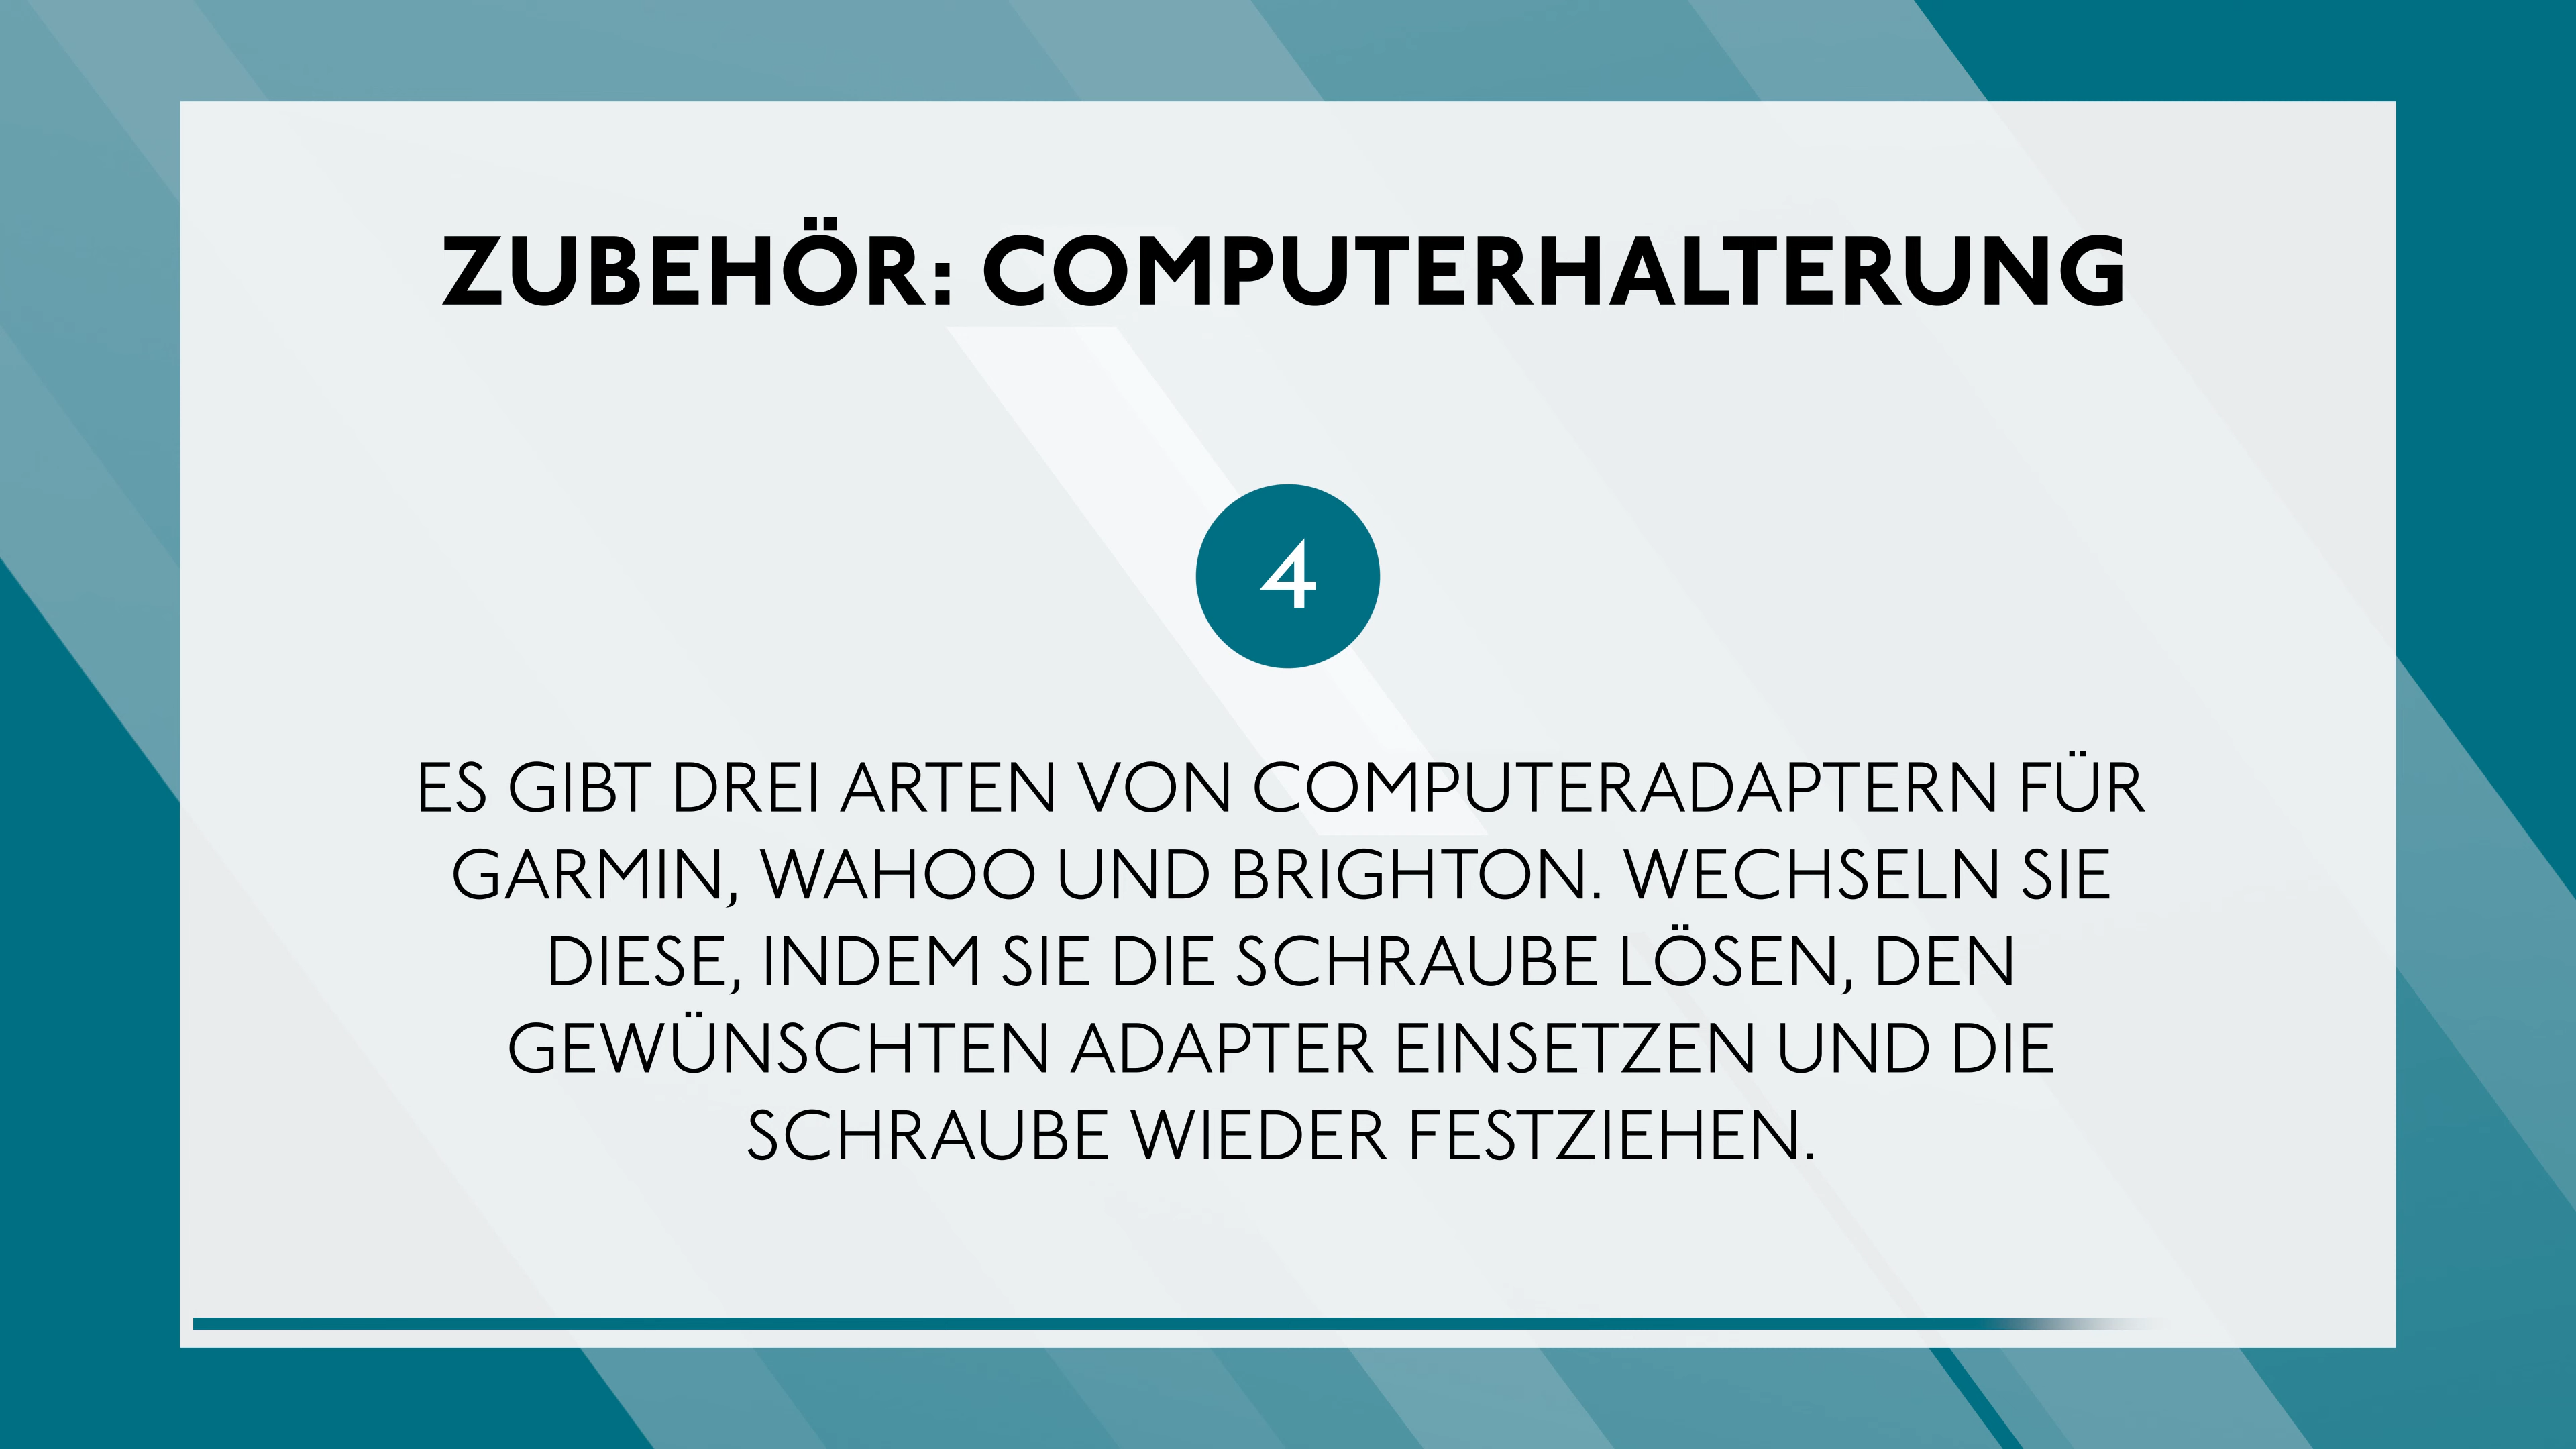 ZUBEHÖR: COMPUTERHALTERUNG
4
ES GIBT DREI ARTEN VON COMPUTERADAPTERN FÜR
GARMIN, WAHOO UND BRIGHTON. WECHSELN SIE
DIESE, INDEM SIE DIE SCHRAUBE LÖSEN, DEN
GEWÜNSCHTEN ADAPTER EINSETZEN UND DIE
SCHRAUBE WIEDER FESTZIEHEN.